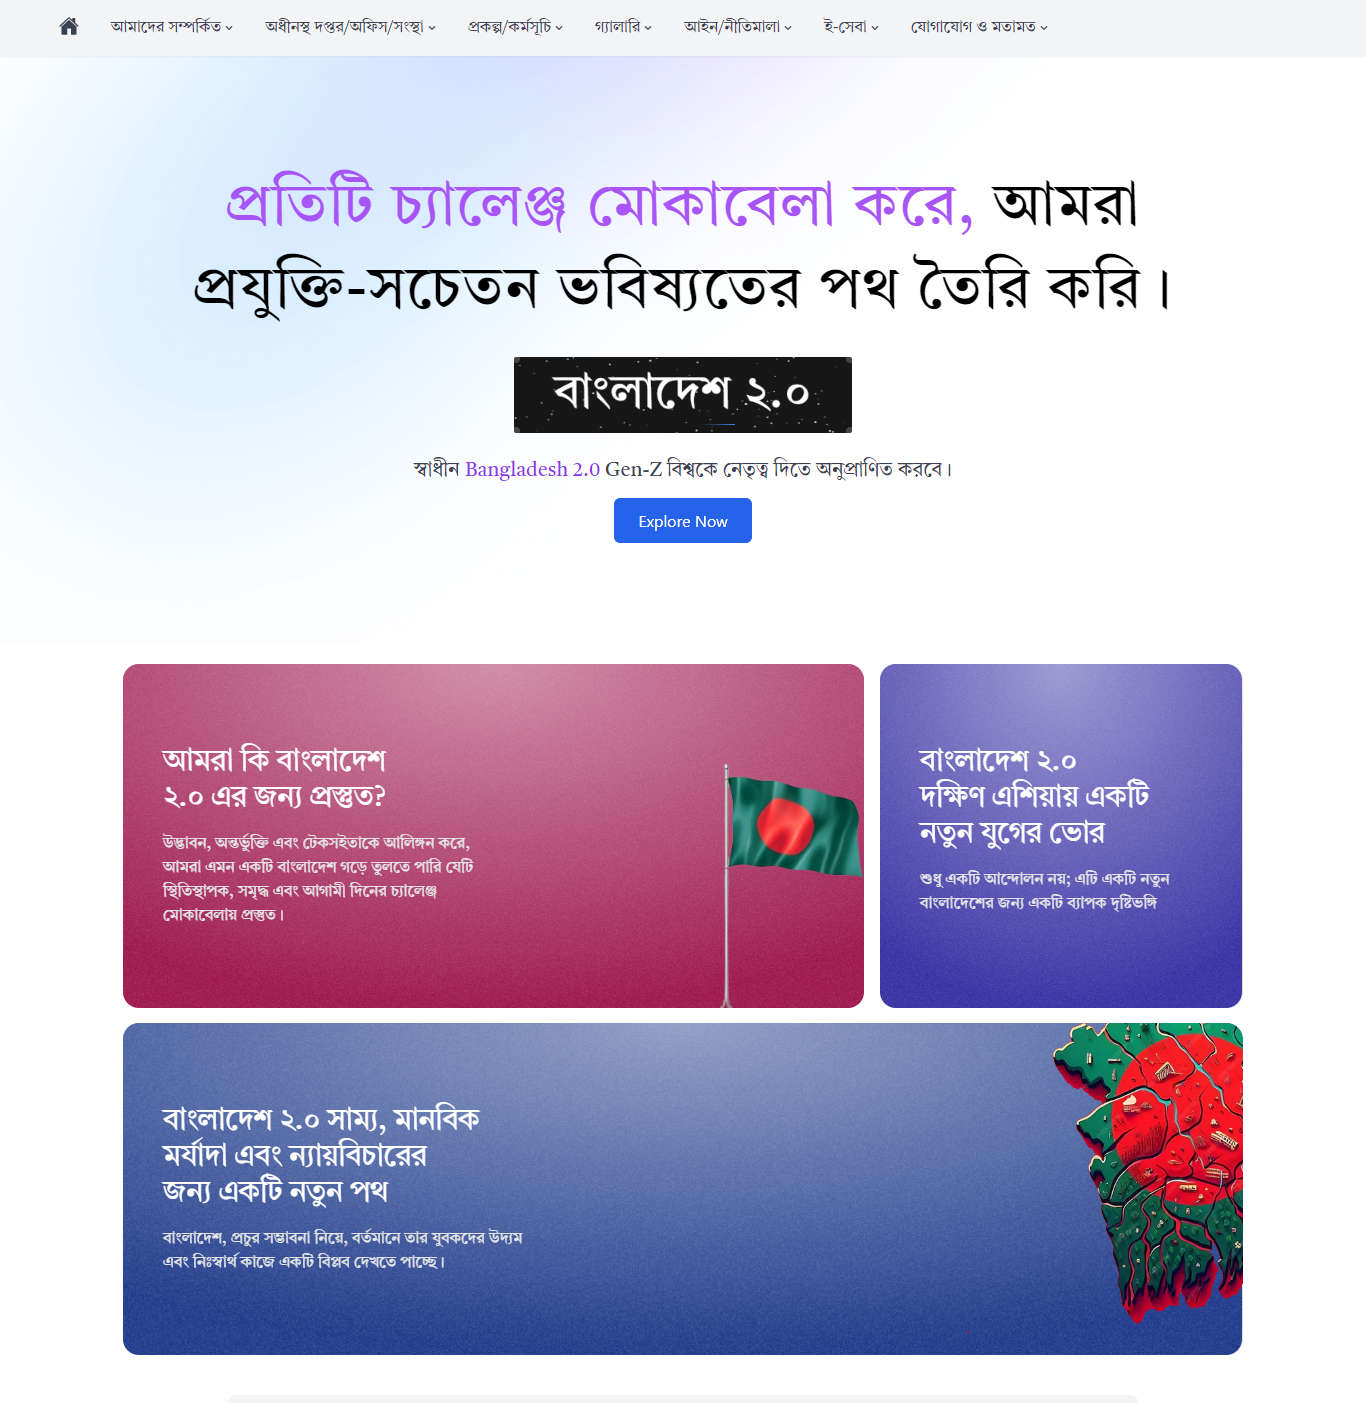 আমাদের সম্পর্কিত
অধীনস্থ দপ্তর/অফিস/সংস্থা
প্রকল্প/কর্মসূচি
গ্যালারি
আইন/নীতিমালা
ই-সেবা
যোগাযোগ ও মতামত
প্রতিটি চ্যালেঞ্জ মোকাবেলা করে, আমরা
প্রযুক্তি-সচেতন ভবিষ্যতের পথ তৈরি করি।
বাংলাদেশ ২.০
স্বাধীন Bangladesh 2.0 Gen-Z বিশ্বকে নেতৃত্ব দিতে অনুপ্রাণিত করবে।
Explore Now
আমরা কি বাংলাদেশ
২.০ এর জন্য প্রস্তুত?
উদ্ভাবন, অন্তর্ভুক্তি এবং টেকসইতাকে আলিঙ্গন করে,
আমরা এমন একটি বাংলাদেশ গড়ে তুলতে পারি যেটি
স্থিতিস্থাপক, সমৃদ্ধ এবং আগামী দিনের চ্যালেঞ্জ
মোকাবেলায় প্রস্তুত।
বাংলাদেশ ২.০
দক্ষিণ এশিয়ায় একটি
নতুন যুগের ভোর
শুধু একটি আন্দোলন নয়; এটি একটি নতুন
বাংলাদেশের জন্য একটি ব্যাপক দৃষ্টিভঙ্গি
বাংলাদেশ ২.০ সাম্য, মানবিক
মর্যাদা এবং ন্যায়বিচারের
জন্য একটি নতুন পথ
বাংলাদেশ, প্রচুর সম্ভাবনা নিয়ে, বর্তমানে তার যুবকদের উদ্যম
এবং নিঃস্বার্থ কাজে একটি বিপ্লব দেখতে পাচ্ছে।